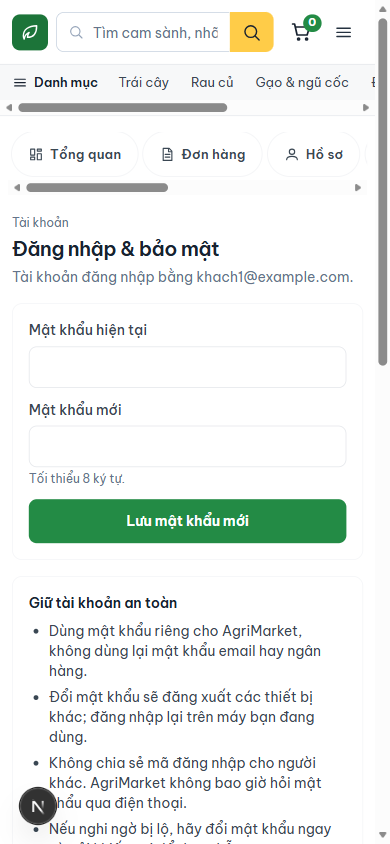 Tìm cam sành, nhã
0
Danh mục Trái cây Rau củ Gạo & ngũ cốc
Tổng quan Đơn hàng Hồ sơ
Tài khoản
Đăng nhập & bảo mật
Tài khoản đăng nhập bằng khach1@example.com.
Mật khẩu hiện tại
Mật khẩu mới
Tối thiểu 8 ký tự.
Lưu mật khẩu mới
Giữ tài khoản an toàn
• Dùng mật khẩu riêng cho AgriMarket,
không dùng lại mật khẩu email hay ngân
hàng.
• Đổi mật khẩu sẽ đăng xuất các thiết bị
khác; đăng nhập lại trên máy bạn đang
dùng.
• Không chia sẻ mã đăng nhập cho người
khác. AgriMarket không bao giờ hỏi mật
khẩu qua điện thoại.
N
• Nếu nghi ngờ bị lộ, hãy đổi mật khẩu ngay